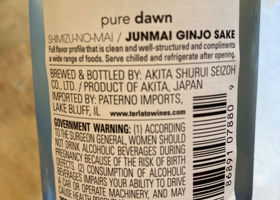 pure dawn
SHIMIZU-NO-MAI / JUNMAI GINJO SAKE
Full flavor profile that is clean and well-structured and compliments
a wide range of foods. Serve chilled and refrigerate after opening.
BREWED & BOTTLED BY: AKITA SHURUI SEIZOH
CO., LTD. / PRODUCT OF AKITA, JAPAN
IMPORTED BY: PATERNO IMPORTS,
LAKE BLUFF, IL
www.terlatowines.com
GOVERNMENT WARNING: (1) ACCORDING
TO THE SURGEON GENERAL, WOMEN SHOULD
NOT DRINK ALCOHOLIC BEVERAGES DURING
PREGNANCY BECAUSE OF THE RISK OF BIRTH
DEFECTS. (2) CONSUMPTION OF ALCOHOLIC
BEVERAGES IMPAIRS YOUR ABILITY TO DRIVE
A CAR OR OPERATE MACHINERY, AND MAY
86891 07880 9